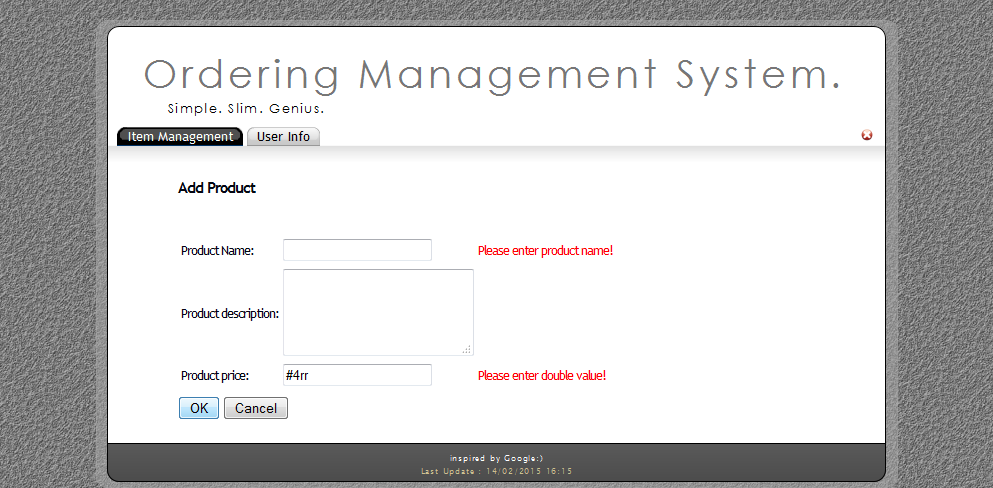 Ordering Management System.
Simple. Slim. Genius.
Item Management User Info
Add Product
Product Name: Please enter product name!
Product description:
Product price: #4rr Please enter double value!
OK Cancel
inspired by Google:)
Last Update : 14/02/2015 16:15